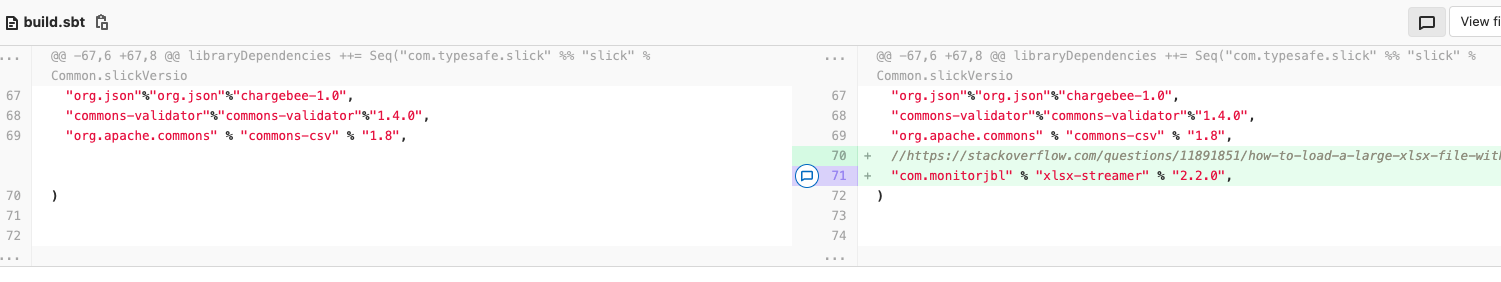 build.sbt
View fi
... @@ -67,6 +67,8 @@ libraryDependencies ++= Seq("com.typesafe.slick" %% "slick" %
Common.slickVersio
67 "org.json"%"org.json"%"chargebee-1.0",
68 "commons-validator"%"commons-validator"%"1.4.0",
69 "org.apache.commons" % "commons-csv" % "1.8",
70 )
71
72
...
... @@ -67,6 +67,8 @@ libraryDependencies ++= Seq("com.typesafe.slick" %% "slick" %
Common.slickVersio
67 "org.json"%"org.json"%"chargebee-1.0",
68 "commons-validator"%"commons-validator"%"1.4.0",
69 "org.apache.commons" % "commons-csv" % "1.8",
70 + //https://stackoverflow.com/questions/11891851/how-to-load-a-large-xlsx-file-with
71 + "com.monitorjbl" % "xlsx-streamer" % "2.2.0",
72 )
73
74
...